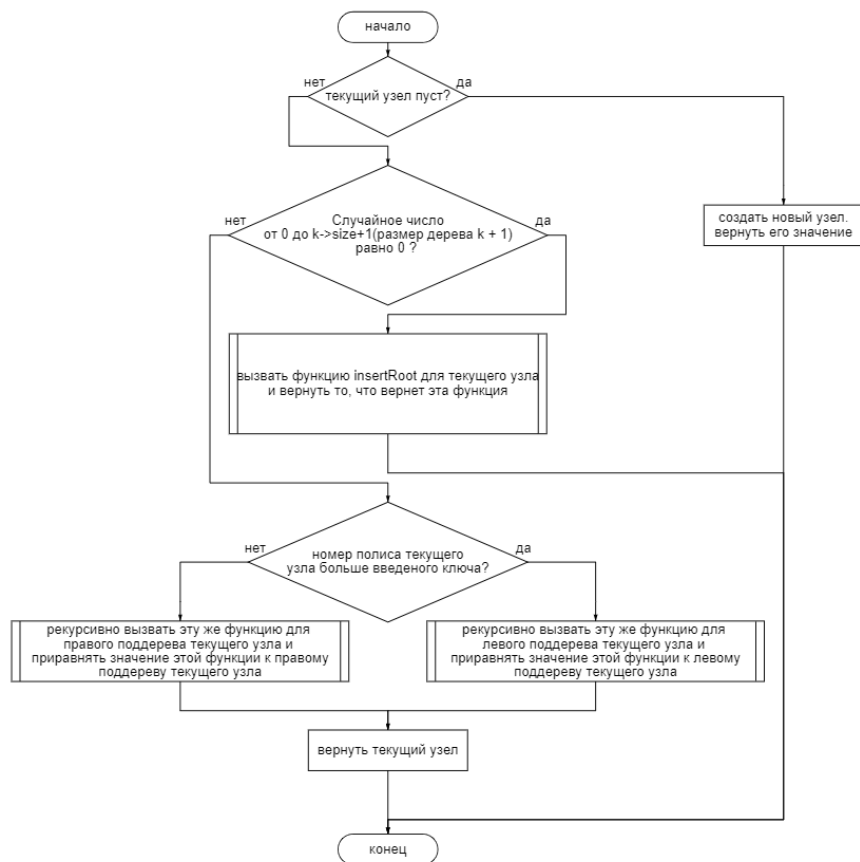 начало
нет
да
текущий узел пуст?
нет
Случайное число
от 0 до k->size+1(размер дерева k + 1)
равно 0 ?
да
создать новый узел.
вернуть его значение
вызвать функцию insertRoot для текущего узла
и вернуть то, что вернет эта функция
нет
номер полиса текущего
узла больше введеного ключа?
да
рекурсивно вызвать эту же функцию для
правого поддерева текущего узла и
приравнять значение этой функции к правому
поддереву текущего узла
рекурсивно вызвать эту же функцию для
левого поддерева текущего узла и
приравнять значение этой функции к левому
поддереву текущего узла
вернуть текущий узел
конец